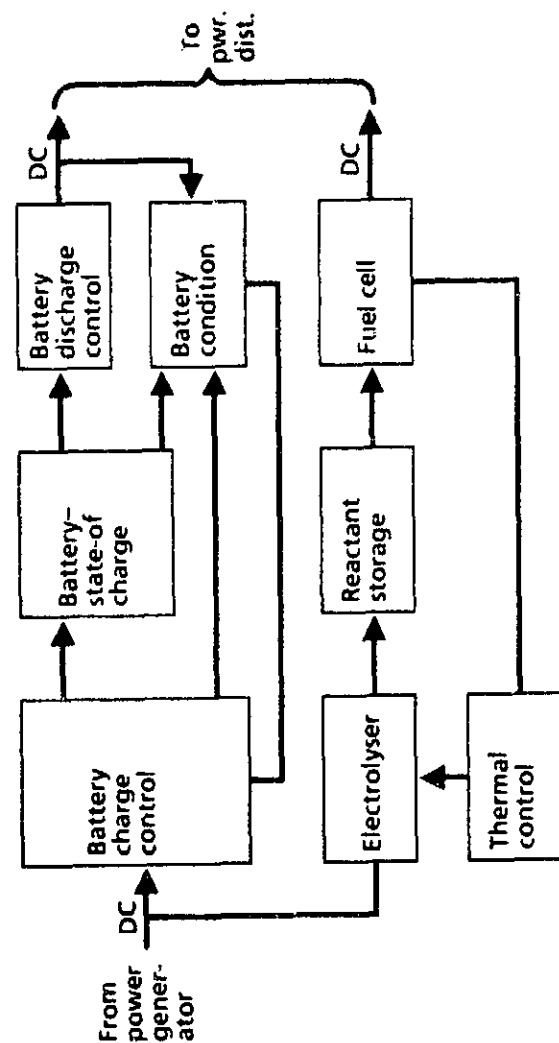 From
power
gener-
ator
DC
Battery
charge
control
Battery–
state-of
charge
Battery
discharge
control
DC
Battery
condition
To
pwr.
dist.
Electrolyser
Reactant
storage
Fuel cell
DC
Thermal
control